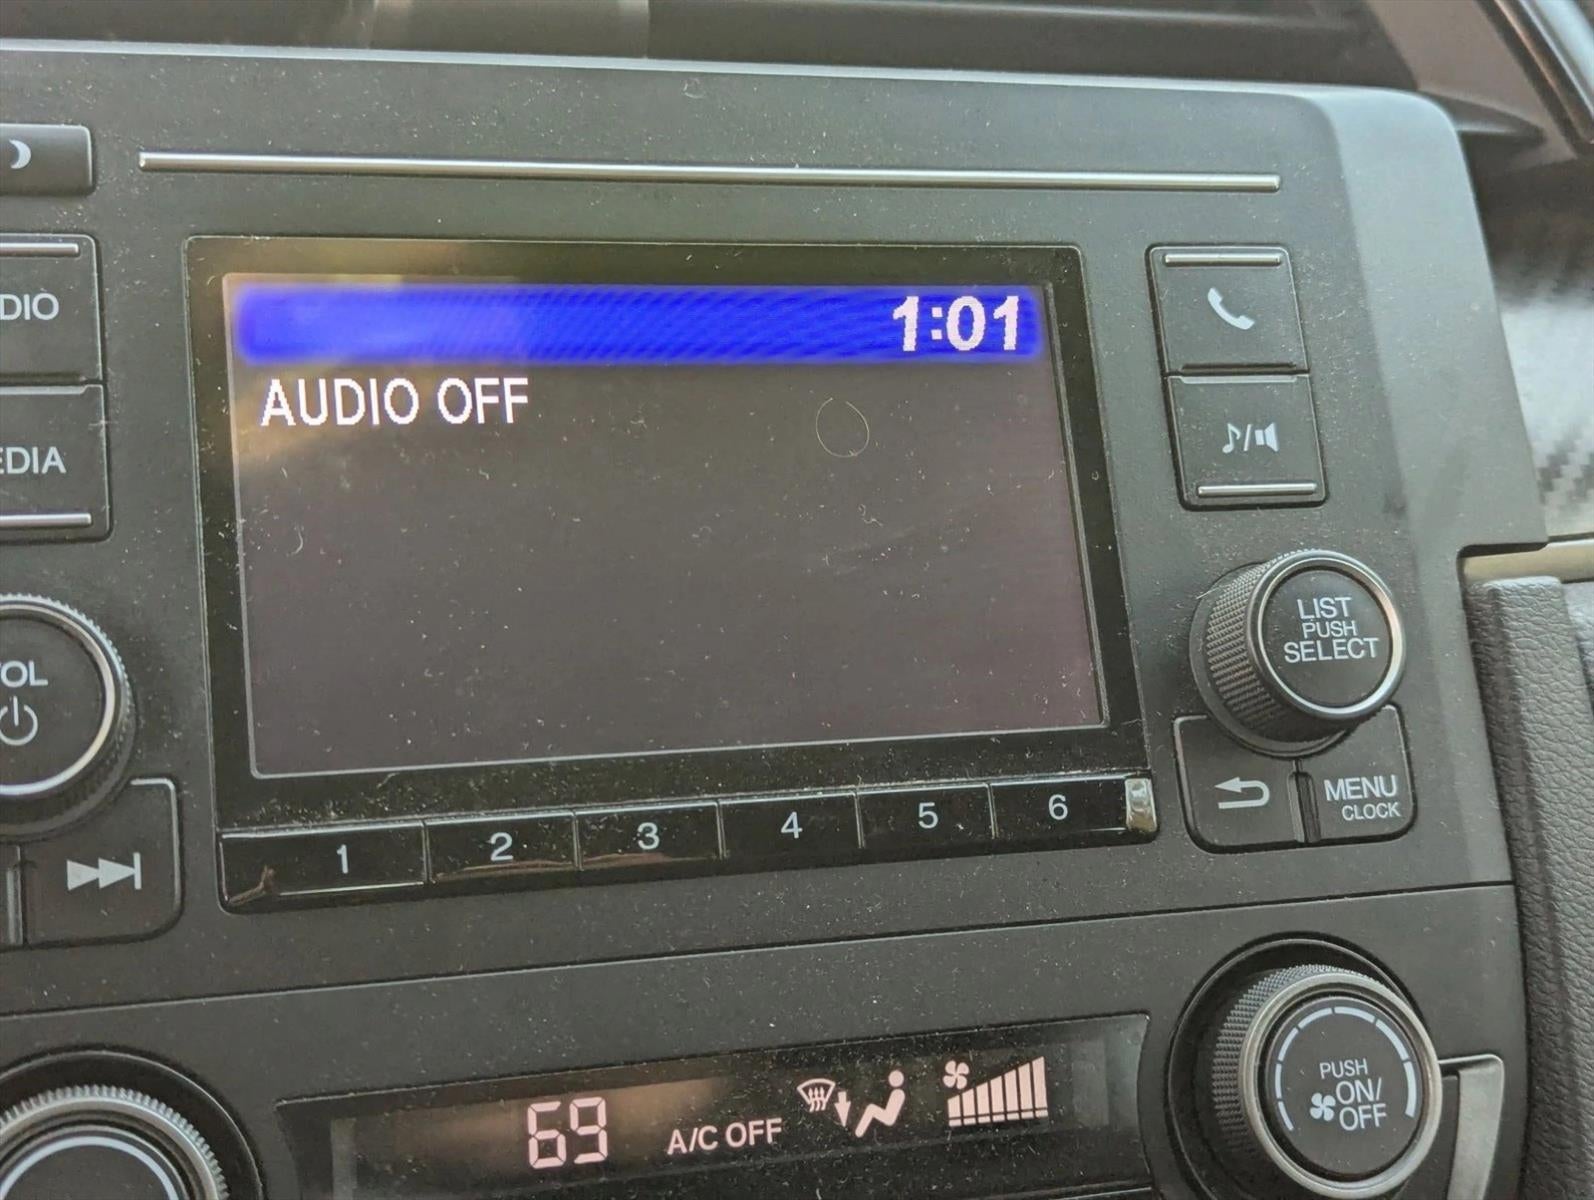 1:01
AUDIO OFF
DIO
EDIA
OL
LIST
PUSH
SELECT
MENU
CLOCK
1 2 3 4 5 6
69 A/C OFF
PUSH
ON/
OFF